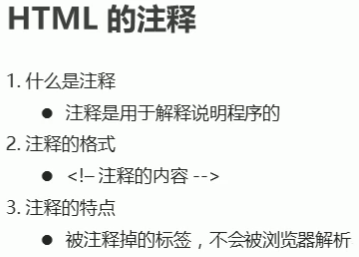 HTML 的注释
1. 什么是注释
● 注释是用于解释说明程序的
2. 注释的格式
● <!– 注释的内容 -->
3. 注释的特点
● 被注释掉的标签，不会被浏览器解析